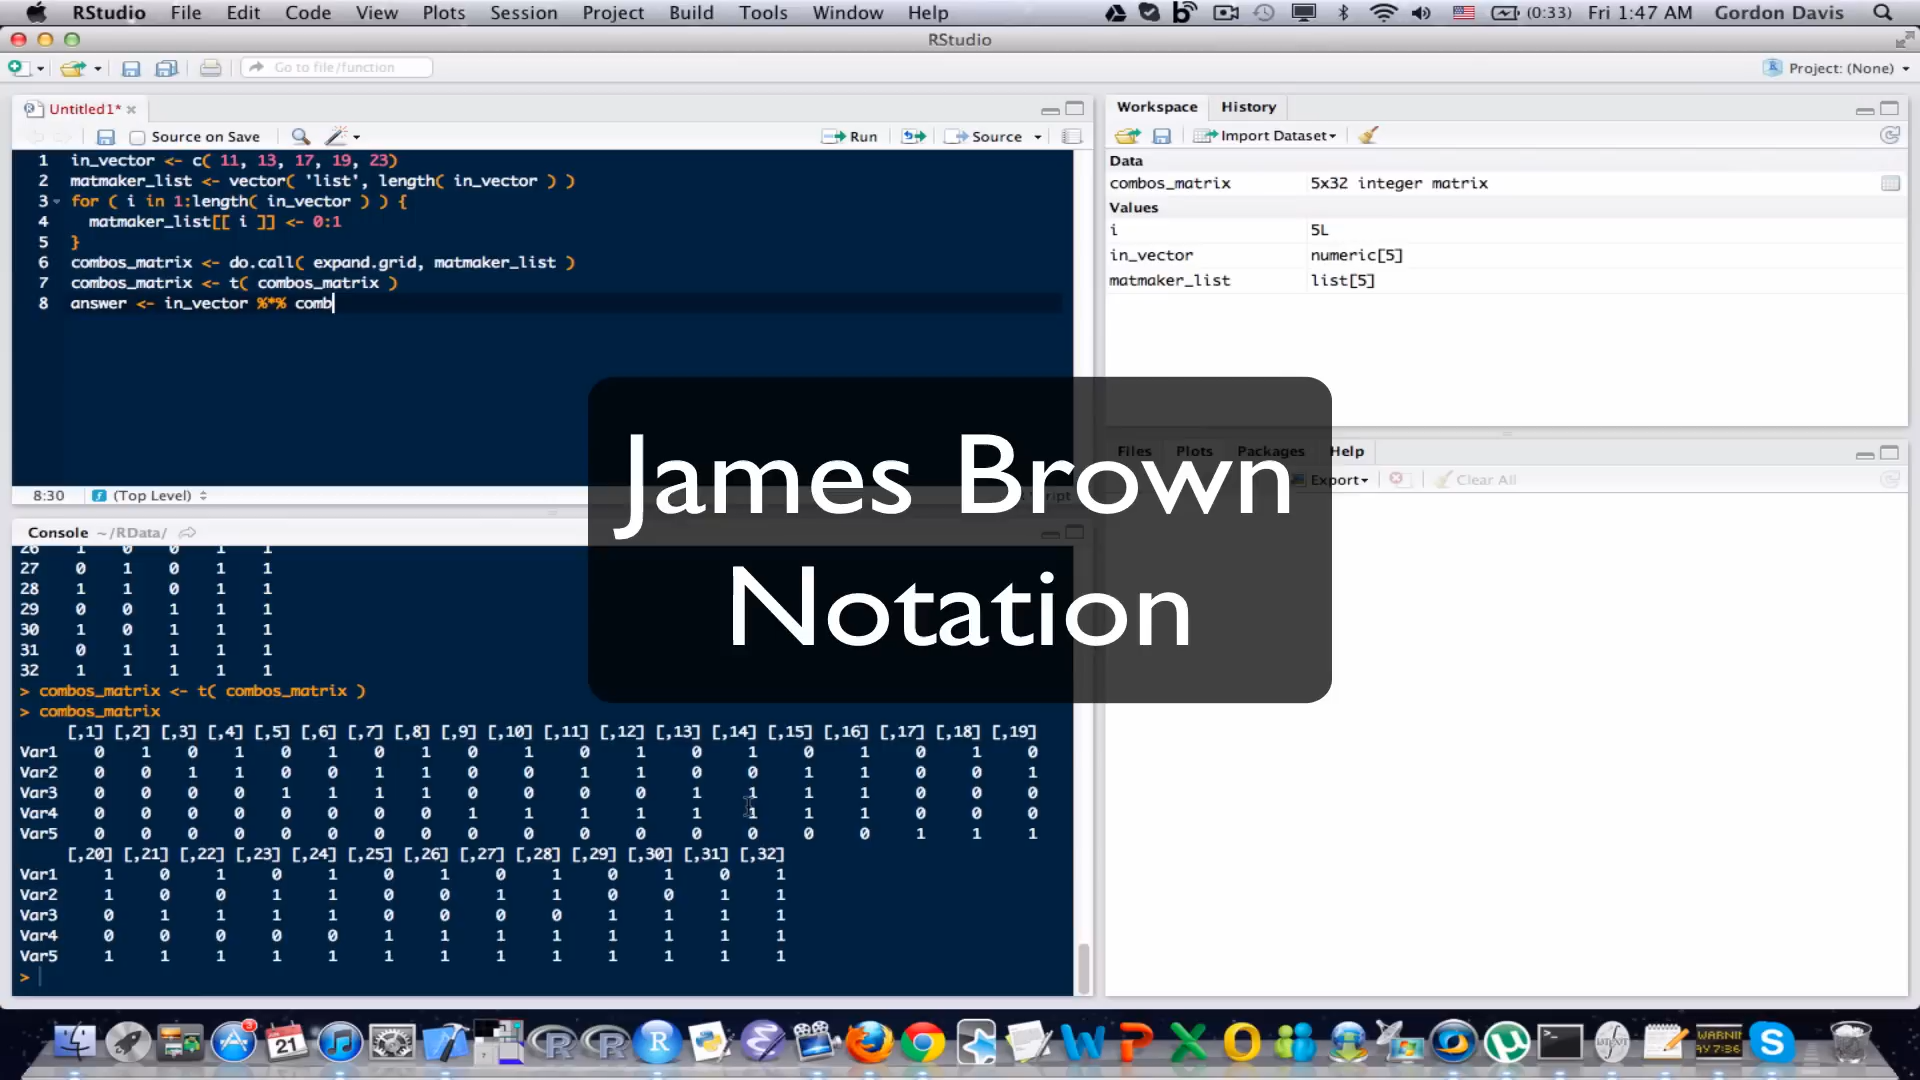 RStudio File Edit Code View Plots Session Project Build Tools Window Help (0:33) Fri 1:47 AM Gordon Davis
RStudio
Go to file/function Project: (None)
Untitled1*
Source on Save Run Source
1 in_vector <- c( 11, 13, 17, 19, 23)
2 matmaker_list <- vector( 'list', length( in_vector ) )
3 for ( i in 1:length( in_vector ) ) {
4 matmaker_list[[ i ]] <- 0:1
5 }
6 combos_matrix <- do.call( expand.grid, matmaker_list )
7 combos_matrix <- t( combos_matrix )
8 answer <- in_vector %*% comb
8:30 (Top Level)
Workspace History
Import Dataset
Data
combos_matrix 5x32 integer matrix
Values
i 5L
in_vector numeric[5]
matmaker_list list[5]
Files Plots Packages Help
Export Clear All
James Brown
Notation
Console ~/RData/
26 1 0 0 1 1
27 0 1 0 1 1
28 1 1 0 1 1
29 0 0 1 1 1
30 1 0 1 1 1
31 0 1 1 1 1
32 1 1 1 1 1
> combos_matrix <- t( combos_matrix )
> combos_matrix
[,1] [,2] [,3] [,4] [,5] [,6] [,7] [,8] [,9] [,10] [,11] [,12] [,13] [,14] [,15] [,16] [,17] [,18] [,19]
Var1 0 1 0 1 0 1 0 1 0 1 0 1 0 1 0 1 0 1 0
Var2 0 0 1 1 0 0 1 1 0 0 1 1 0 0 1 1 0 0 1
Var3 0 0 0 0 1 1 1 1 0 0 0 0 1 1 1 1 0 0 0
Var4 0 0 0 0 0 0 0 0 1 1 1 1 1 1 1 1 0 0 0
Var5 0 0 0 0 0 0 0 0 0 0 0 0 0 0 0 0 1 1 1
[,20] [,21] [,22] [,23] [,24] [,25] [,26] [,27] [,28] [,29] [,30] [,31] [,32]
Var1 1 0 1 0 1 0 1 0 1 0 1 0 1
Var2 1 0 0 1 1 0 0 1 1 0 0 1 1
Var3 0 1 1 1 1 0 0 0 0 1 1 1 1
Var4 0 0 0 0 0 1 1 1 1 1 1 1 1
Var5 1 1 1 1 1 1 1 1 1 1 1 1 1
>